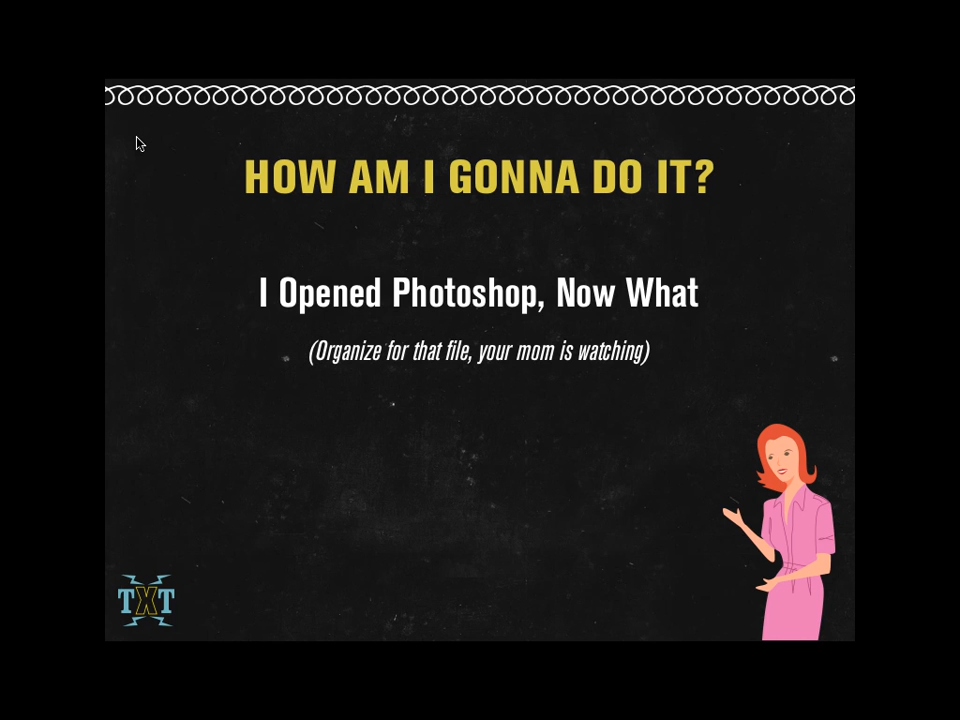 HOW AM I GONNA DO IT?
I Opened Photoshop, Now What
(Organize for that file, your mom is watching)
TXT